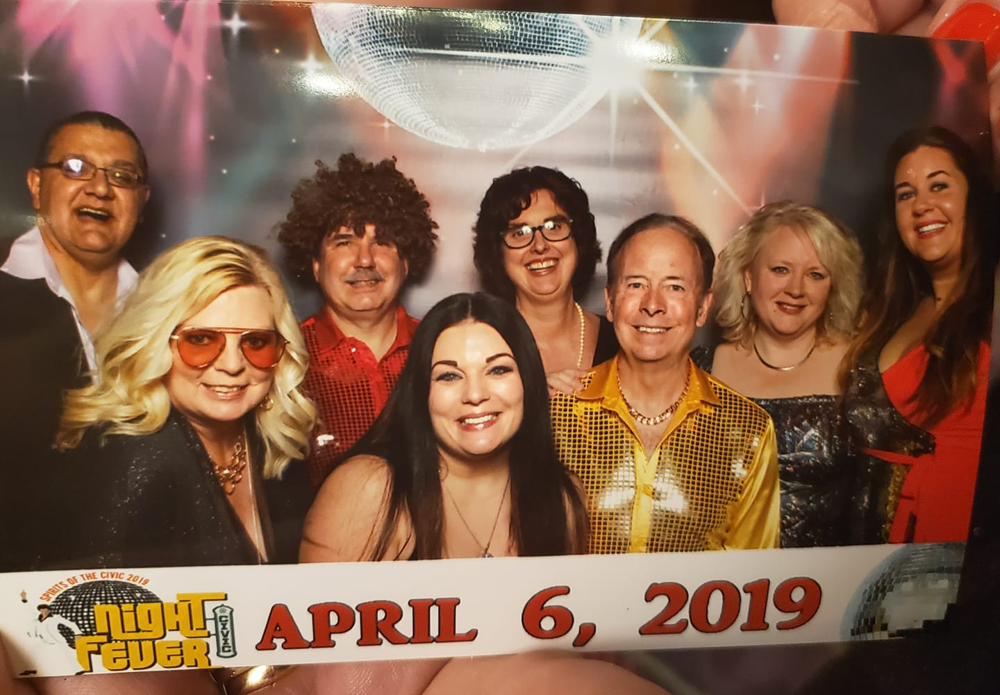 SPIRITS OF THE CIVIC 2019
NIGHT
FEVER
@
CIVIC
APRIL 6, 2019